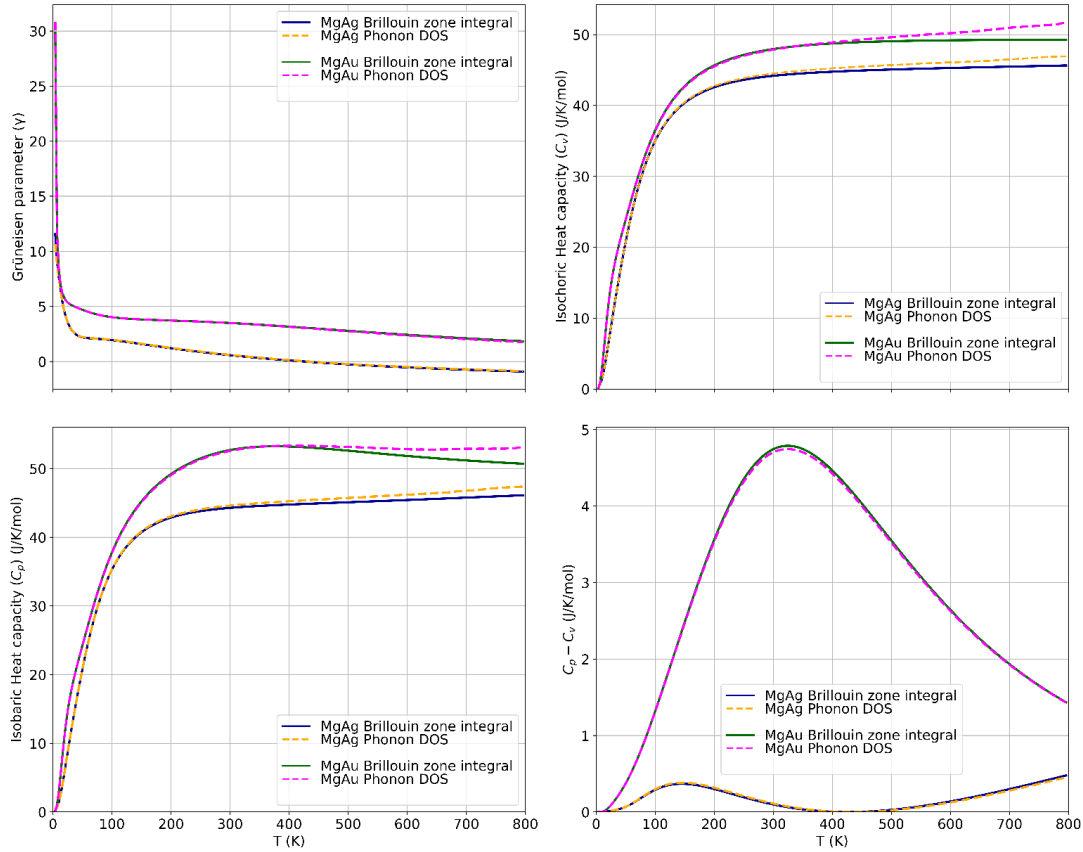 Grüneisen parameter (γ)
30
25
20
15
10
5
0
MgAg Brillouin zone integral
MgAg Phonon DOS
MgAu Brillouin zone integral
MgAu Phonon DOS
Isochoric Heat capacity (Cᵥ) (J/K/mol)
50
40
30
20
10
0
MgAg Brillouin zone integral
MgAg Phonon DOS
MgAu Brillouin zone integral
MgAu Phonon DOS
Isobaric Heat capacity (Cₚ) (J/K/mol)
50
40
30
20
10
0
MgAg Brillouin zone integral
MgAg Phonon DOS
MgAu Brillouin zone integral
MgAu Phonon DOS
0 100 200 300 400 500 600 700 800
T (K)
Cₚ − Cᵥ (J/K/mol)
5
4
3
2
1
0
MgAg Brillouin zone integral
MgAg Phonon DOS
MgAu Brillouin zone integral
MgAu Phonon DOS
0 100 200 300 400 500 600 700 800
T (K)